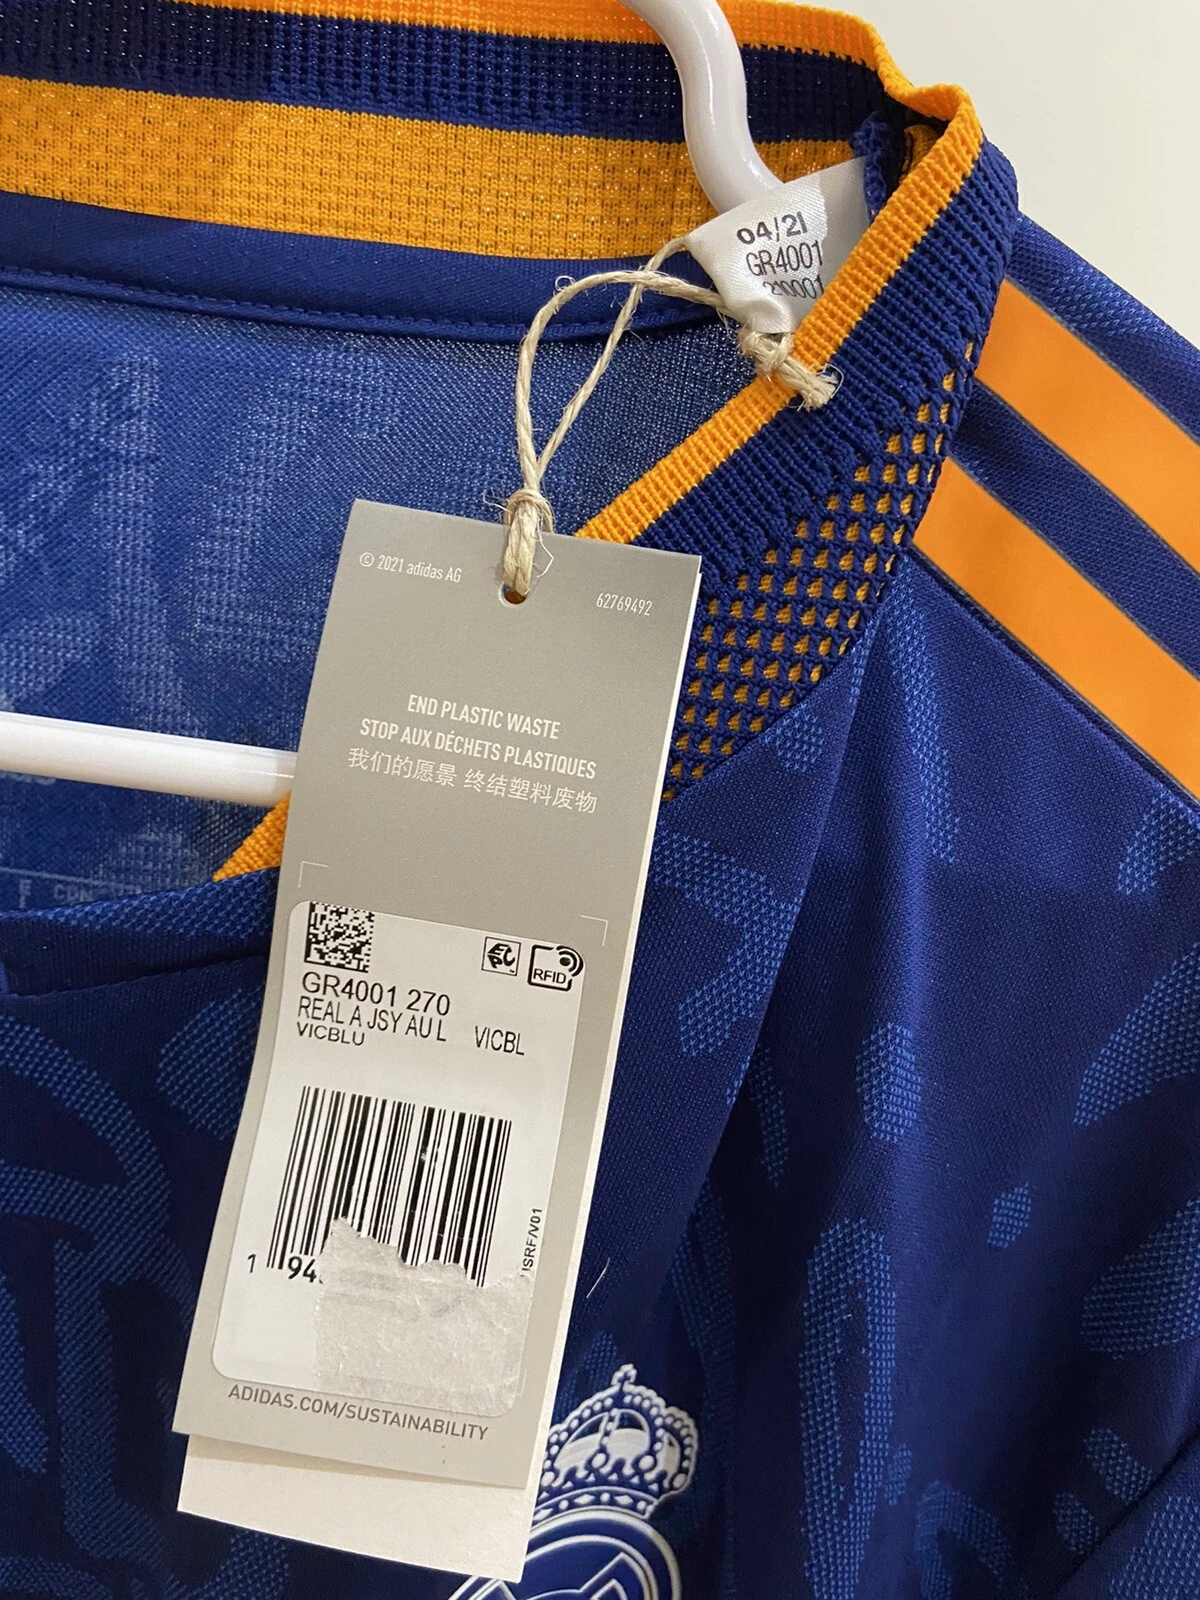 04/21
GR4001
© 2021 adidas AG
62769492
END PLASTIC WASTE
STOP AUX DÉCHETS PLASTIQUES
我们的愿景 终结塑料废物
RFID
GR4001 270
REAL A JSY AU L VICBL
VICBLU
1 94
ADIDAS.COM/SUSTAINABILITY